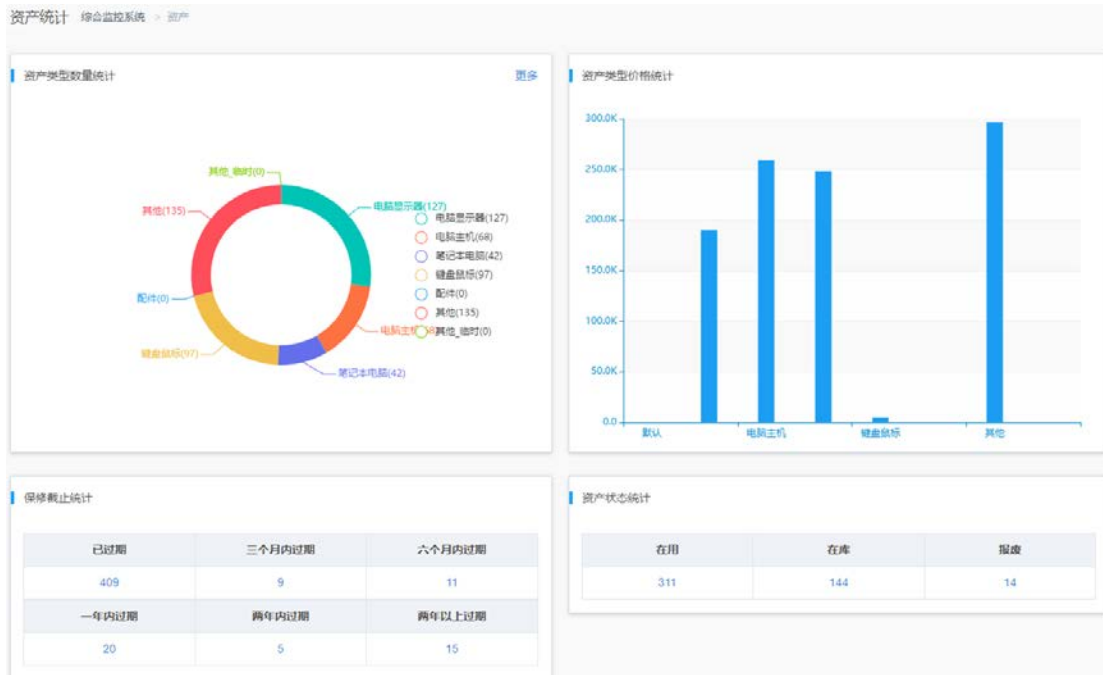 资产统计 综合监控系统 > 资产
资产类型数量统计 更多
其他_临时(0)
电脑显示器(127)
其他(135)
配件(0)
键盘鼠标(97)
笔记本电脑(42)
电脑主机(68)
电脑显示器(127)
电脑主机(68)
笔记本电脑(42)
键盘鼠标(97)
配件(0)
其他(135)
其他_临时(0)
资产类型价格统计
300.0K
250.0K
200.0K
150.0K
100.0K
50.0K
0.0
默认 电脑主机 键盘鼠标 其他
保修截止统计
已过期 三个月内过期 六个月内过期
409 9 11
一年内过期 两年内过期 两年以上过期
20 5 15
资产状态统计
在用 在库 报废
311 144 14